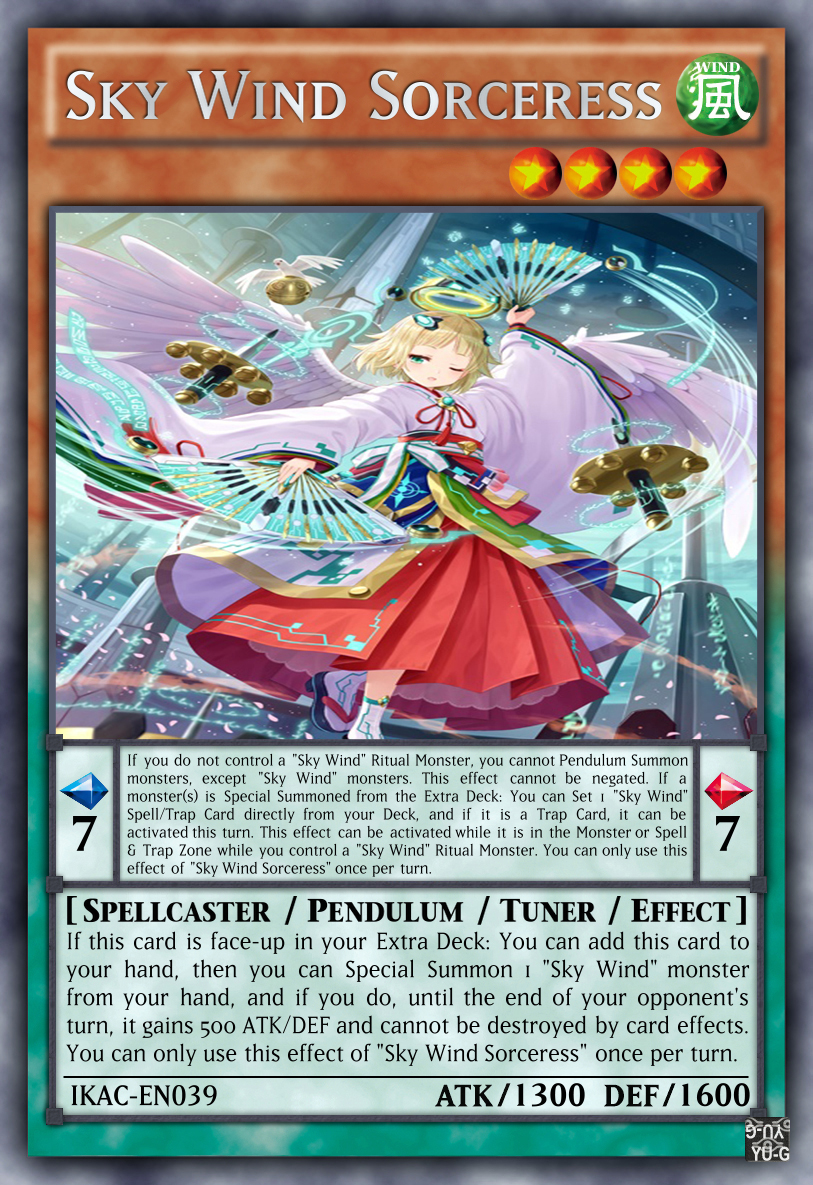 Sky Wind Sorceress
WIND
風
If you do not control a "Sky Wind" Ritual Monster, you cannot Pendulum Summon
monsters, except "Sky Wind" monsters. This effect cannot be negated. If a
monster(s) is Special Summoned from the Extra Deck: You can Set 1 "Sky Wind"
Spell/Trap Card directly from your Deck, and if it is a Trap Card, it can be
activated this turn. This effect can be activated while it is in the Monster or Spell
& Trap Zone while you control a "Sky Wind" Ritual Monster. You can only use this
effect of "Sky Wind Sorceress" once per turn.
7
7
[ Spellcaster / Pendulum / Tuner / Effect ]
If this card is face-up in your Extra Deck: You can add this card to
your hand, then you can Special Summon 1 "Sky Wind" monster
from your hand, and if you do, until the end of your opponent's
turn, it gains 500 ATK/DEF and cannot be destroyed by card effects.
You can only use this effect of "Sky Wind Sorceress" once per turn.
IKAC-EN039
ATK/1300 DEF/1600
YU-G